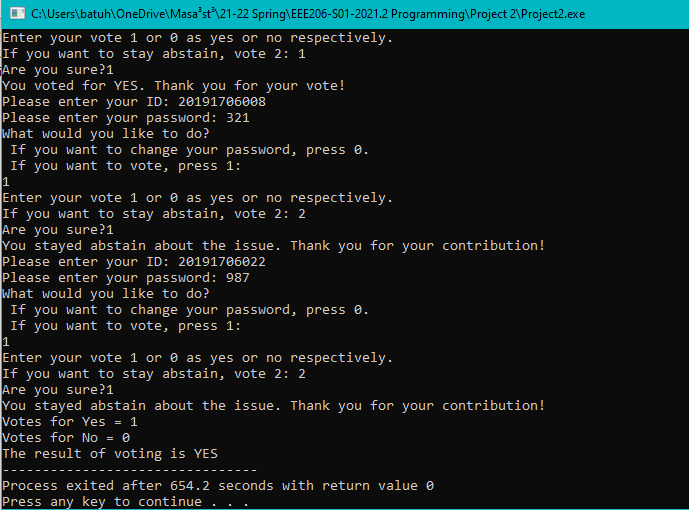 C:\Users\batuh\OneDrive\Masa³st³\21-22 Spring\EEE206-S01-2021.2 Programming\Project 2\Project2.exe
Enter your vote 1 or 0 as yes or no respectively.
If you want to stay abstain, vote 2: 1
Are you sure?1
You voted for YES. Thank you for your vote!
Please enter your ID: 20191706008
Please enter your password: 321
What would you like to do?
 If you want to change your password, press 0.
 If you want to vote, press 1:
1
Enter your vote 1 or 0 as yes or no respectively.
If you want to stay abstain, vote 2: 2
Are you sure?1
You stayed abstain about the issue. Thank you for your contribution!
Please enter your ID: 20191706022
Please enter your password: 987
What would you like to do?
 If you want to change your password, press 0.
 If you want to vote, press 1:
1
Enter your vote 1 or 0 as yes or no respectively.
If you want to stay abstain, vote 2: 2
Are you sure?1
You stayed abstain about the issue. Thank you for your contribution!
Votes for Yes = 1
Votes for No = 0
The result of voting is YES
--------------------------------
Process exited after 654.2 seconds with return value 0
Press any key to continue . . .